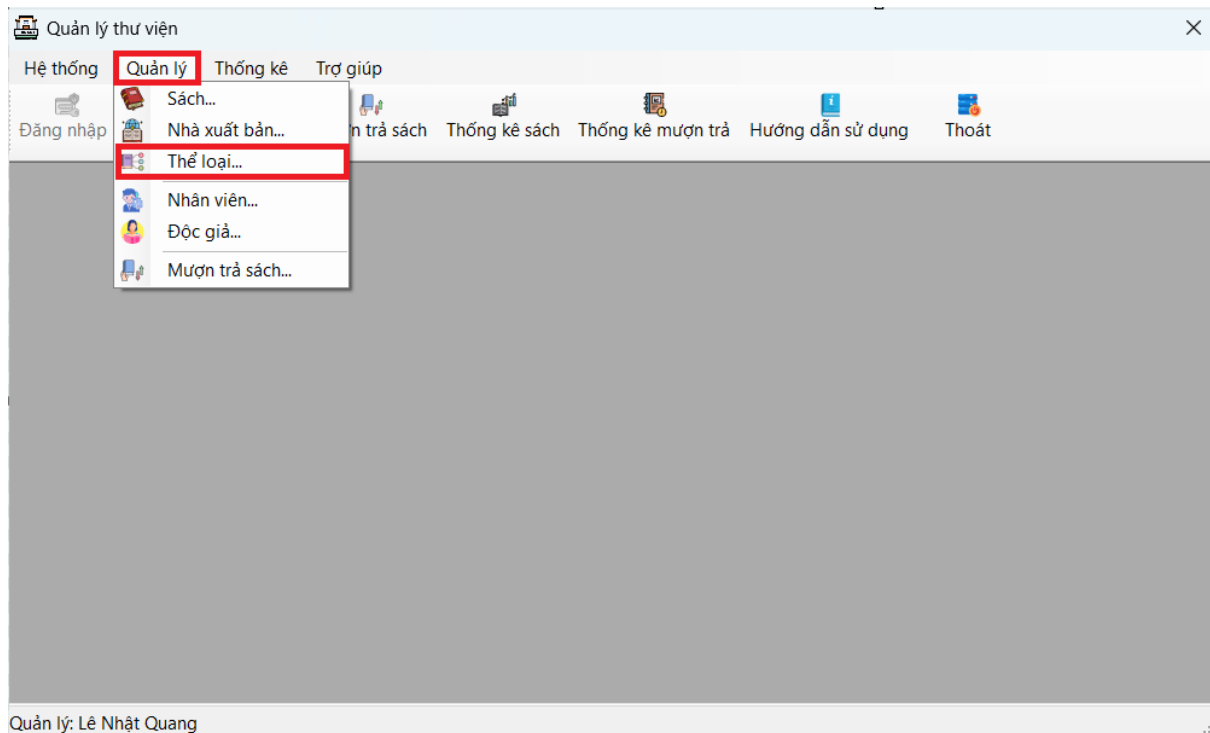 Quản lý thư viện
Hệ thống Quản lý Thống kê Trợ giúp
Đăng nhập trả sách Thống kê sách Thống kê mượn trả Hướng dẫn sử dụng Thoát
Sách...
Nhà xuất bản...
Thể loại...
Nhân viên...
Độc giả...
Mượn trả sách...
Quản lý: Lê Nhật Quang